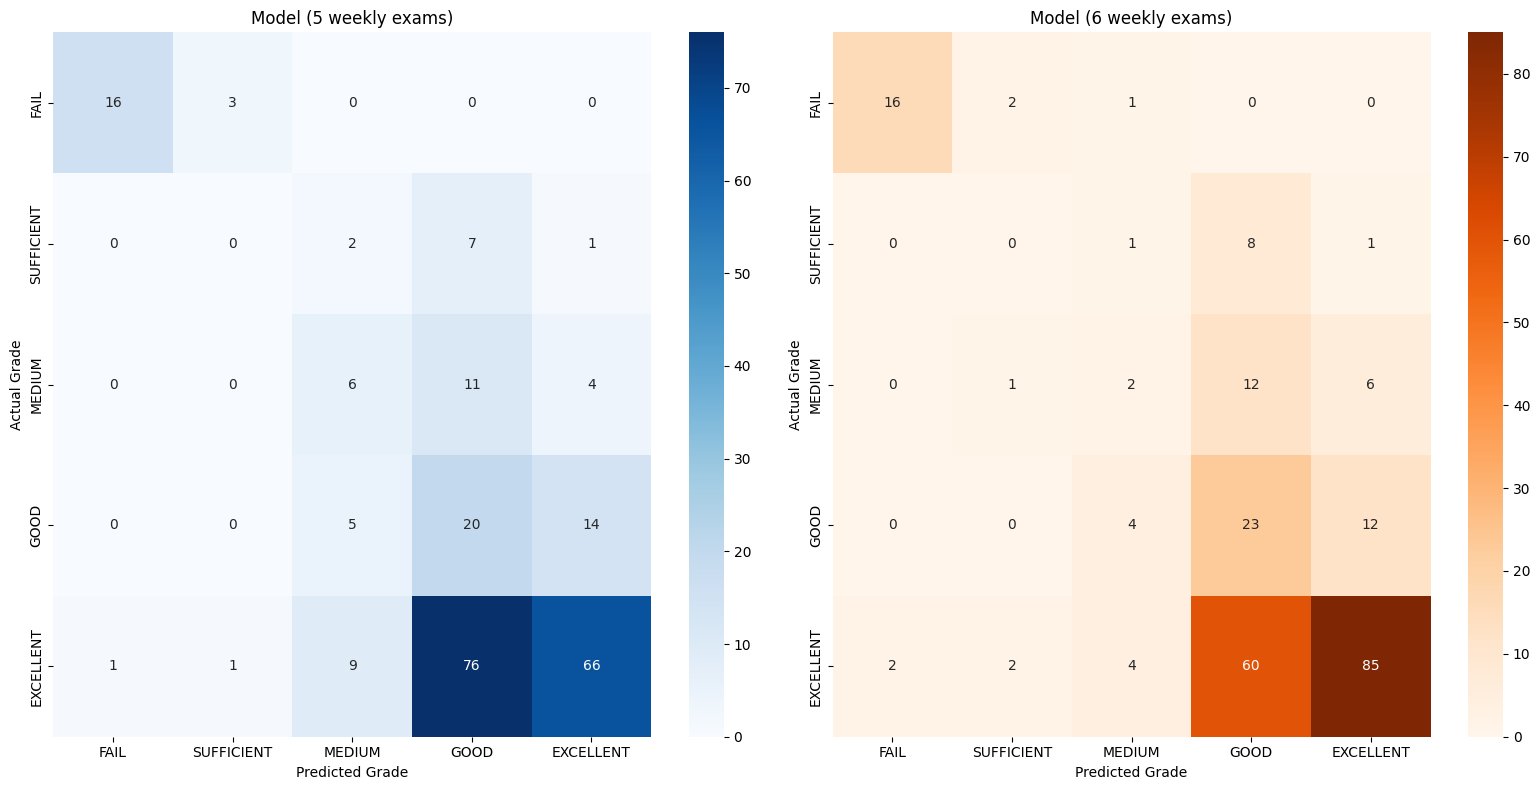 Model (5 weekly exams)
Actual Grade
FAIL
SUFFICIENT
MEDIUM
GOOD
EXCELLENT
16 3 0 0 0
0 0 2 7 1
0 0 6 11 4
0 0 5 20 14
1 1 9 76 66
FAIL SUFFICIENT MEDIUM GOOD EXCELLENT
Predicted Grade
70
60
50
40
30
20
10
0
Model (6 weekly exams)
Actual Grade
FAIL
SUFFICIENT
MEDIUM
GOOD
EXCELLENT
16 2 1 0 0
0 0 1 8 1
0 1 2 12 6
0 0 4 23 12
2 2 4 60 85
FAIL SUFFICIENT MEDIUM GOOD EXCELLENT
Predicted Grade
80
70
60
50
40
30
20
10
0